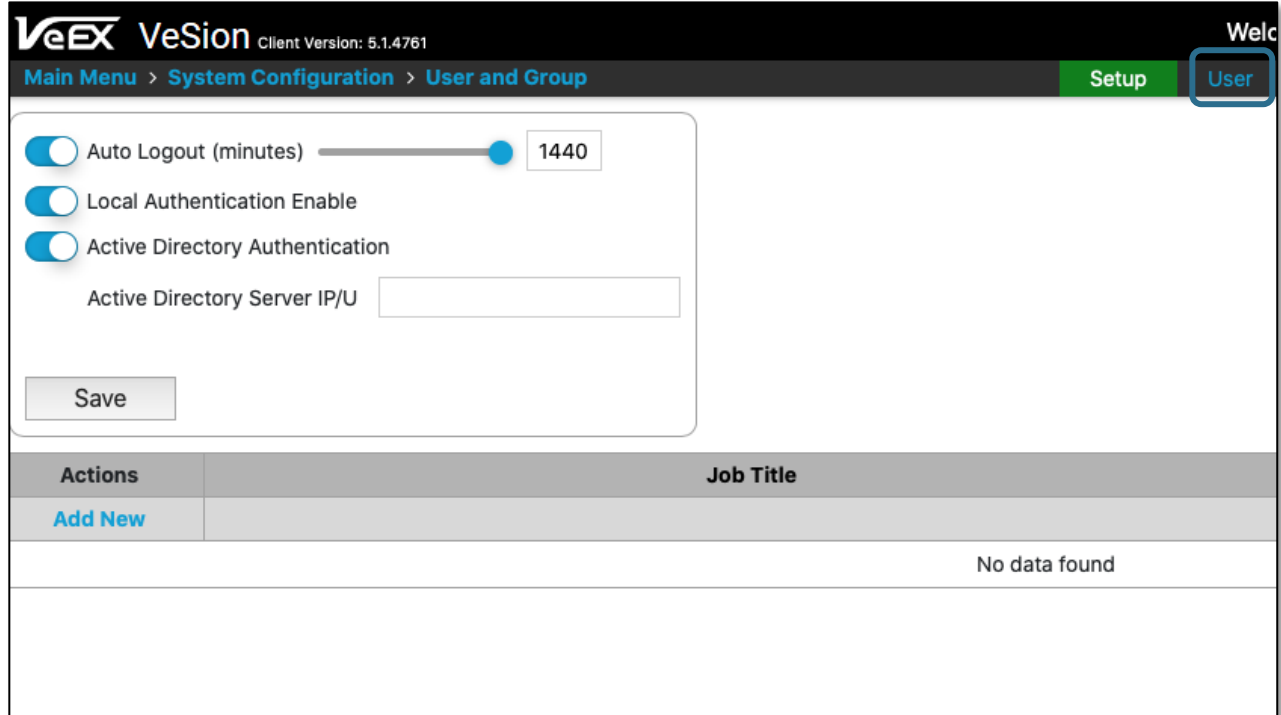 VeEX VeSion Client Version: 5.1.4761 Welc
Main Menu > System Configuration > User and Group Setup User
Auto Logout (minutes) 1440
Local Authentication Enable
Active Directory Authentication
Active Directory Server IP/U
Save
Actions Job Title
Add New
No data found